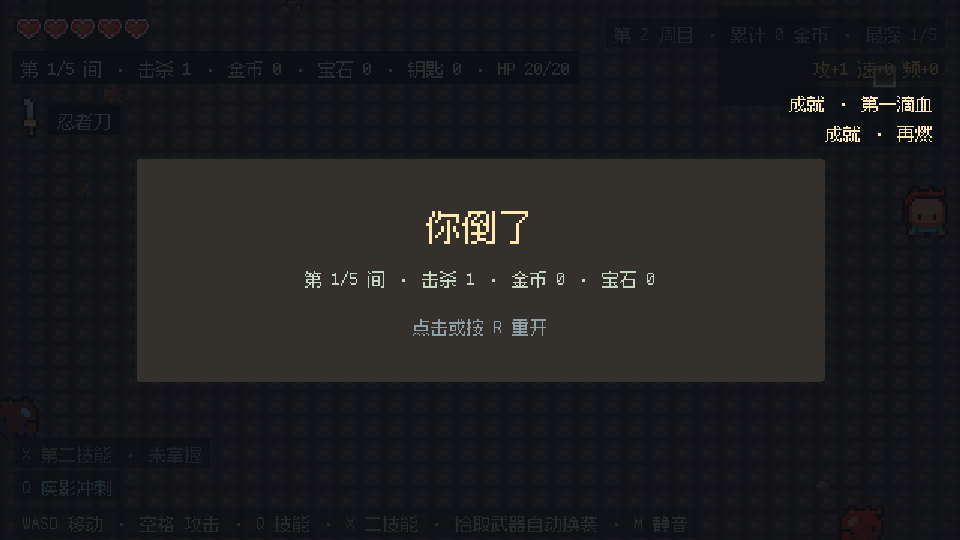 第 2 周目 · 累计 0 金币 · 最深 1/5
第 1/5 间 · 击杀 1 · 金币 0 · 宝石 0 · 钥匙 0 · HP 20/20
攻+1 速+0 频+0
成就 · 第一滴血
忍者刀
成就 · 再燃
你倒了
第 1/5 间 · 击杀 1 · 金币 0 · 宝石 0
点击或按 R 重开
X 第二技能 · 未掌握
Q 疾影冲刺
WASD 移动 · 空格 攻击 · Q 技能 · X 二技能 · 拾取武器自动换装 · M 静音